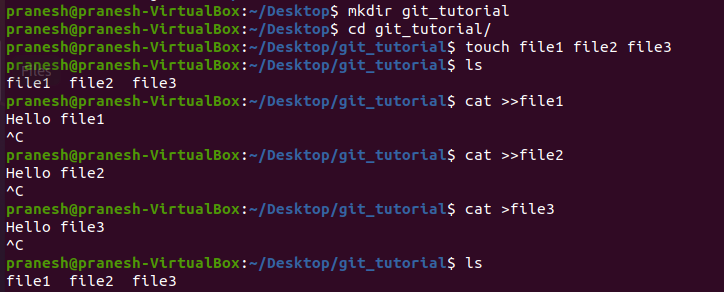 pranesh@pranesh-VirtualBox:~/Desktop$ mkdir git_tutorial
pranesh@pranesh-VirtualBox:~/Desktop$ cd git_tutorial/
pranesh@pranesh-VirtualBox:~/Desktop/git_tutorial$ touch file1 file2 file3
pranesh@pranesh-VirtualBox:~/Desktop/git_tutorial$ ls
Files
file1  file2  file3
pranesh@pranesh-VirtualBox:~/Desktop/git_tutorial$ cat >>file1
Hello file1
^C
pranesh@pranesh-VirtualBox:~/Desktop/git_tutorial$ cat >>file2
Hello file2
^C
pranesh@pranesh-VirtualBox:~/Desktop/git_tutorial$ cat >file3
Hello file3
^C
pranesh@pranesh-VirtualBox:~/Desktop/git_tutorial$ ls
file1  file2  file3